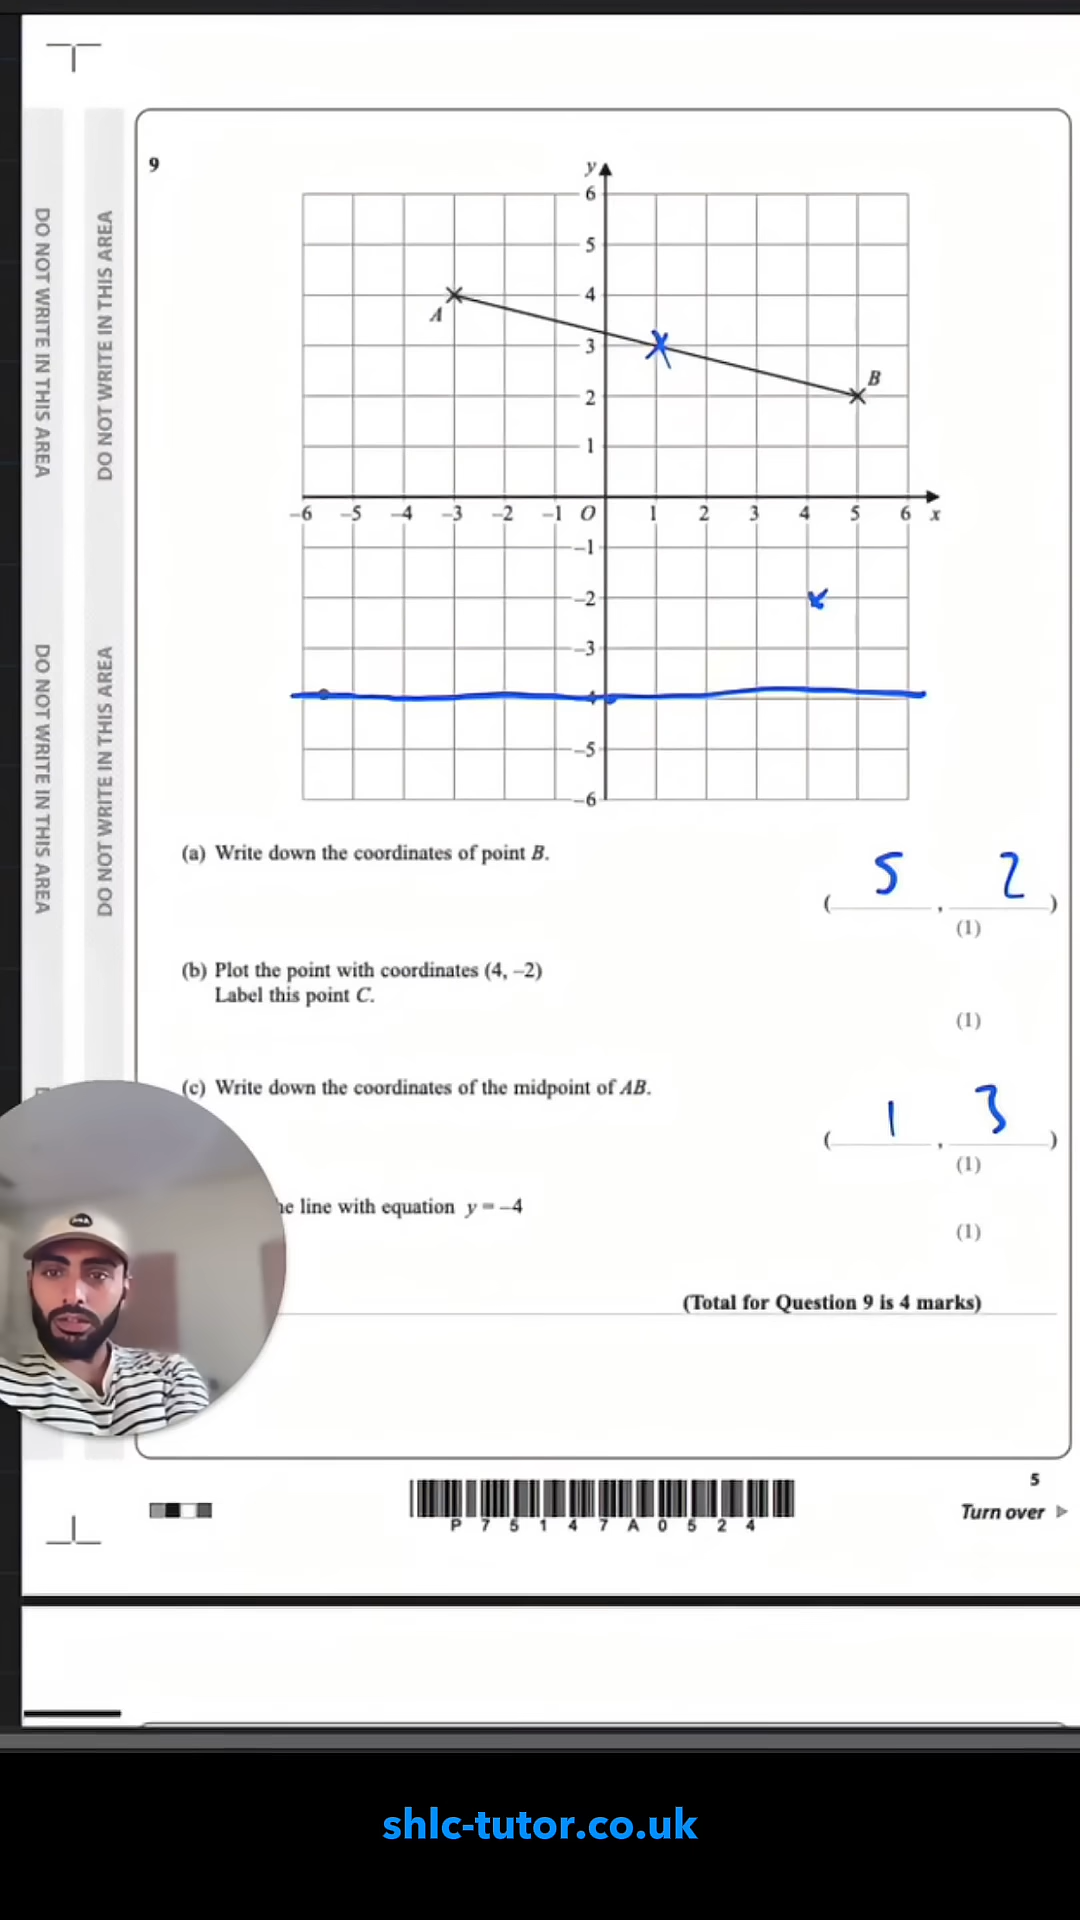 9
y
6
5
4
A
3
B
2
1
-6 -5 -4 -3 -2 -1 O 1 2 3 4 5 6 x
-1
-2
-3
-5
-6
(a) Write down the coordinates of point B.
( 5 , 2 )
(1)
(b) Plot the point with coordinates (4, –2)
Label this point C.
(1)
(c) Write down the coordinates of the midpoint of AB.
( 1 , 3 )
(1)
line with equation y = –4
(1)
(Total for Question 9 is 4 marks)
DO NOT WRITE IN THIS AREA
DO NOT WRITE IN THIS AREA
DO NOT WRITE IN THIS AREA
DO NOT WRITE IN THIS AREA
P 7 5 1 4 7 A 0 5 2 4
5
Turn over
shlc-tutor.co.uk